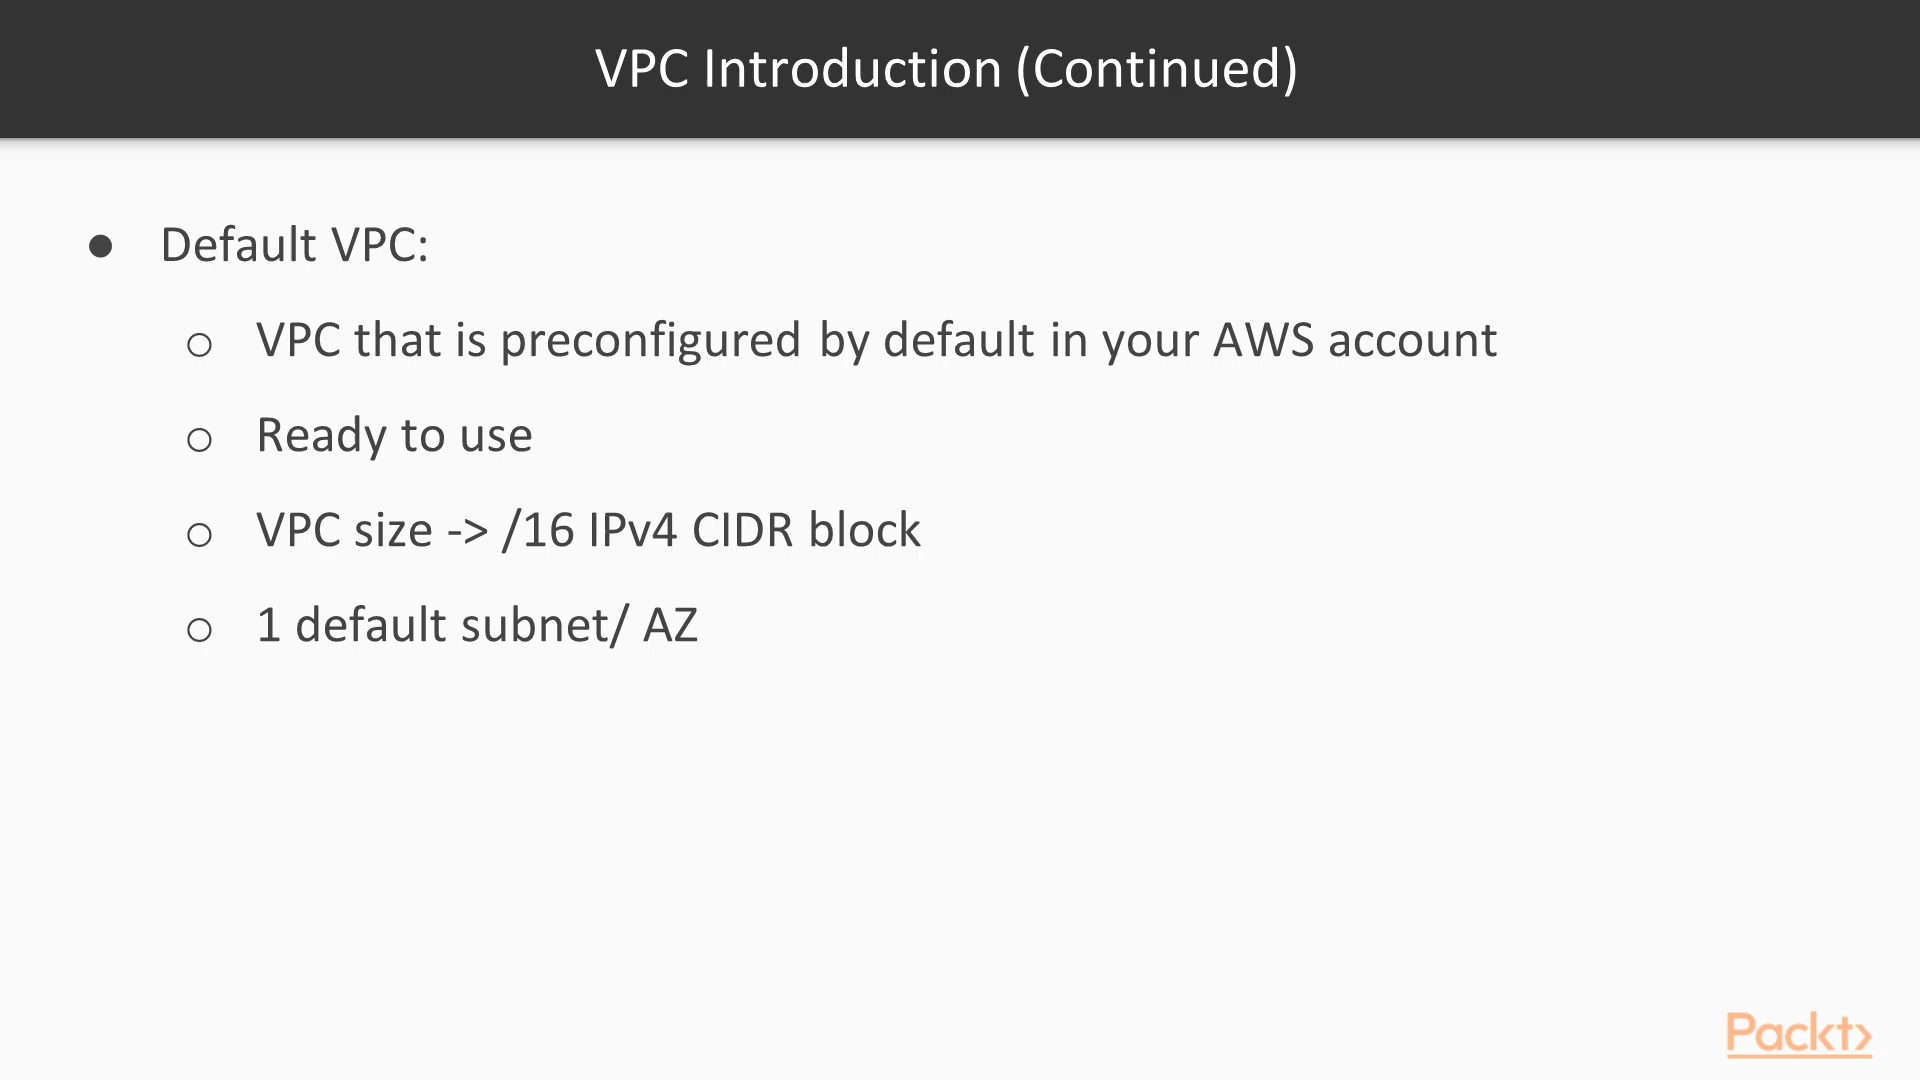 VPC Introduction (Continued)
● Default VPC:
○ VPC that is preconfigured by default in your AWS account
○ Ready to use
○ VPC size -> /16 IPv4 CIDR block
○ 1 default subnet/ AZ
Packt>